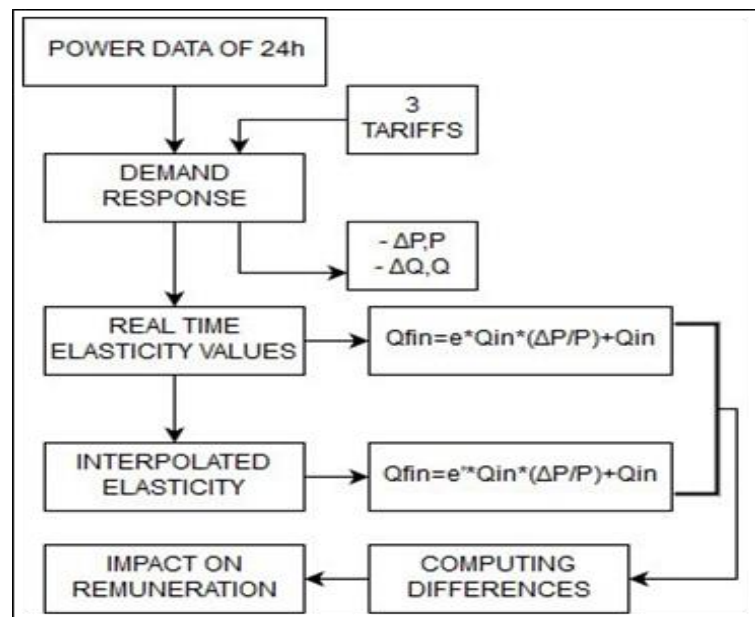 POWER DATA OF 24h
3
TARIFFS
DEMAND
RESPONSE
- ΔP,P
- ΔQ,Q
REAL TIME
ELASTICITY VALUES
Qfin=e*Qin*(ΔP/P)+Qin
INTERPOLATED
ELASTICITY
Qfin=e'*Qin*(ΔP/P)+Qin
IMPACT ON
REMUNERATION
COMPUTING
DIFFERENCES